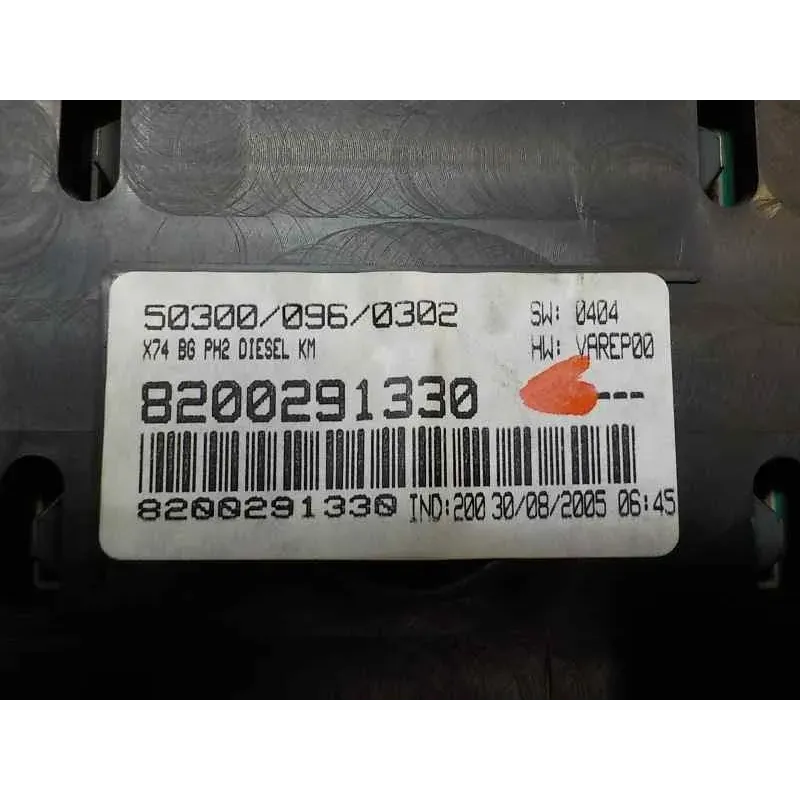 50300/096/0302 SW: 0404
X74 BG PH2 DIESEL KM HW: VAREP00
8200291330 ---
8200291330 IND:200 30/08/2005 06:45